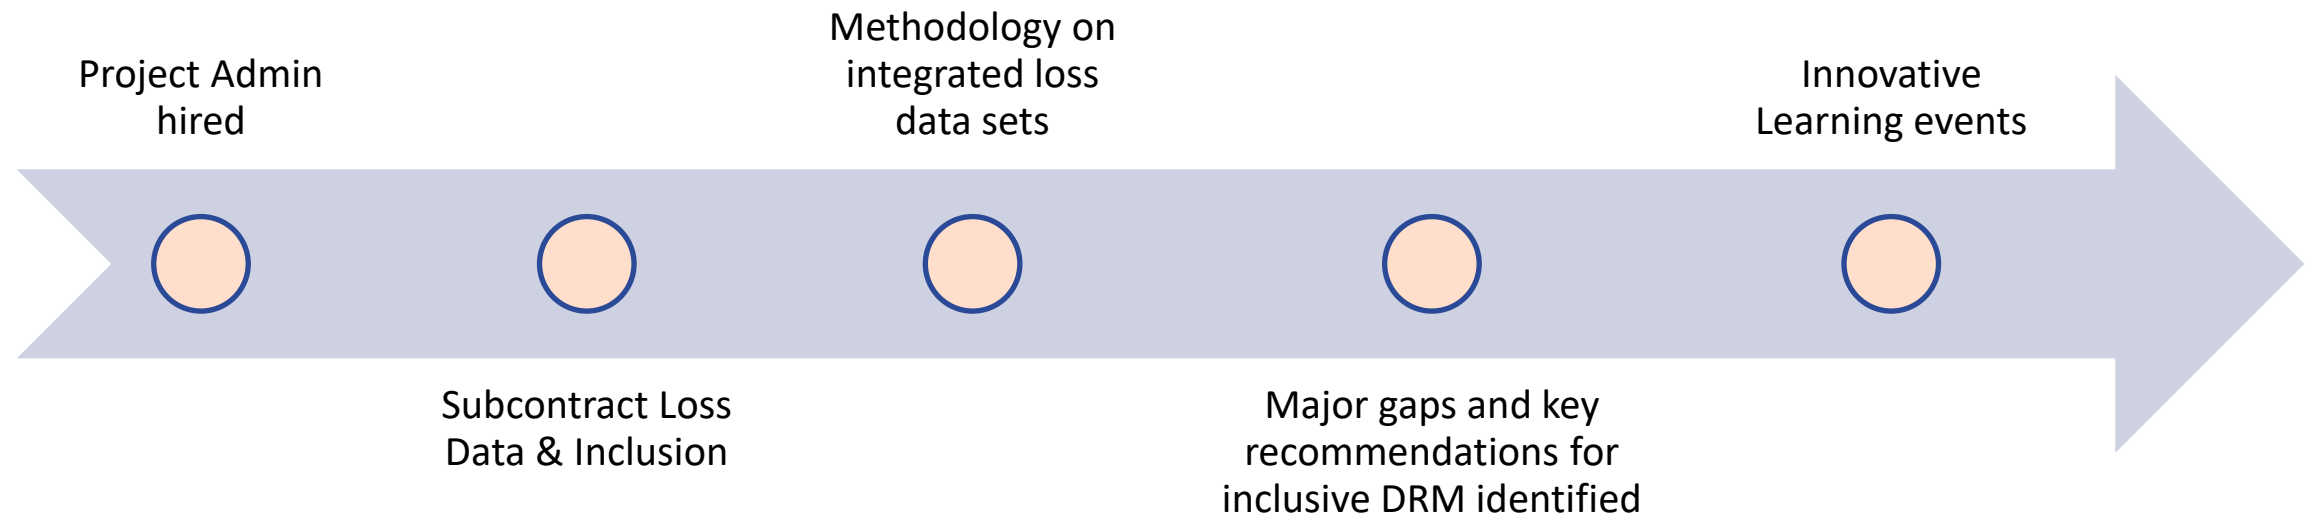 Project Admin
hired
Subcontract Loss
Data & Inclusion
Methodology on
integrated loss
data sets
Major gaps and key
recommendations for
inclusive DRM identified
Innovative
Learning events